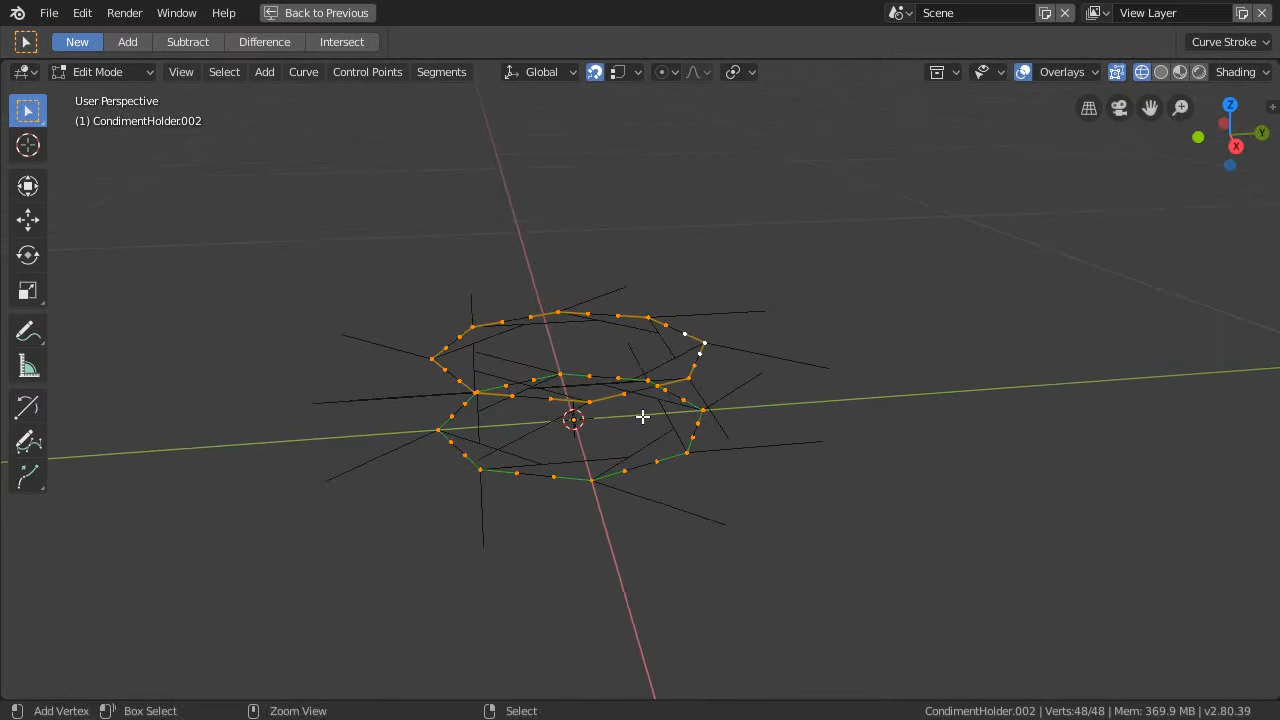 File Edit Render Window Help Back to Previous Scene View Layer
New Add Subtract Difference Intersect Curve Stroke
Edit Mode View Select Add Curve Control Points Segments Global Overlays Shading
User Perspective
(1) CondimentHolder.002
Z
Y
X
Add Vertex Box Select Zoom View Select CondimentHolder.002 | Verts:48/48 | Mem: 369.9 MB | v2.80.39